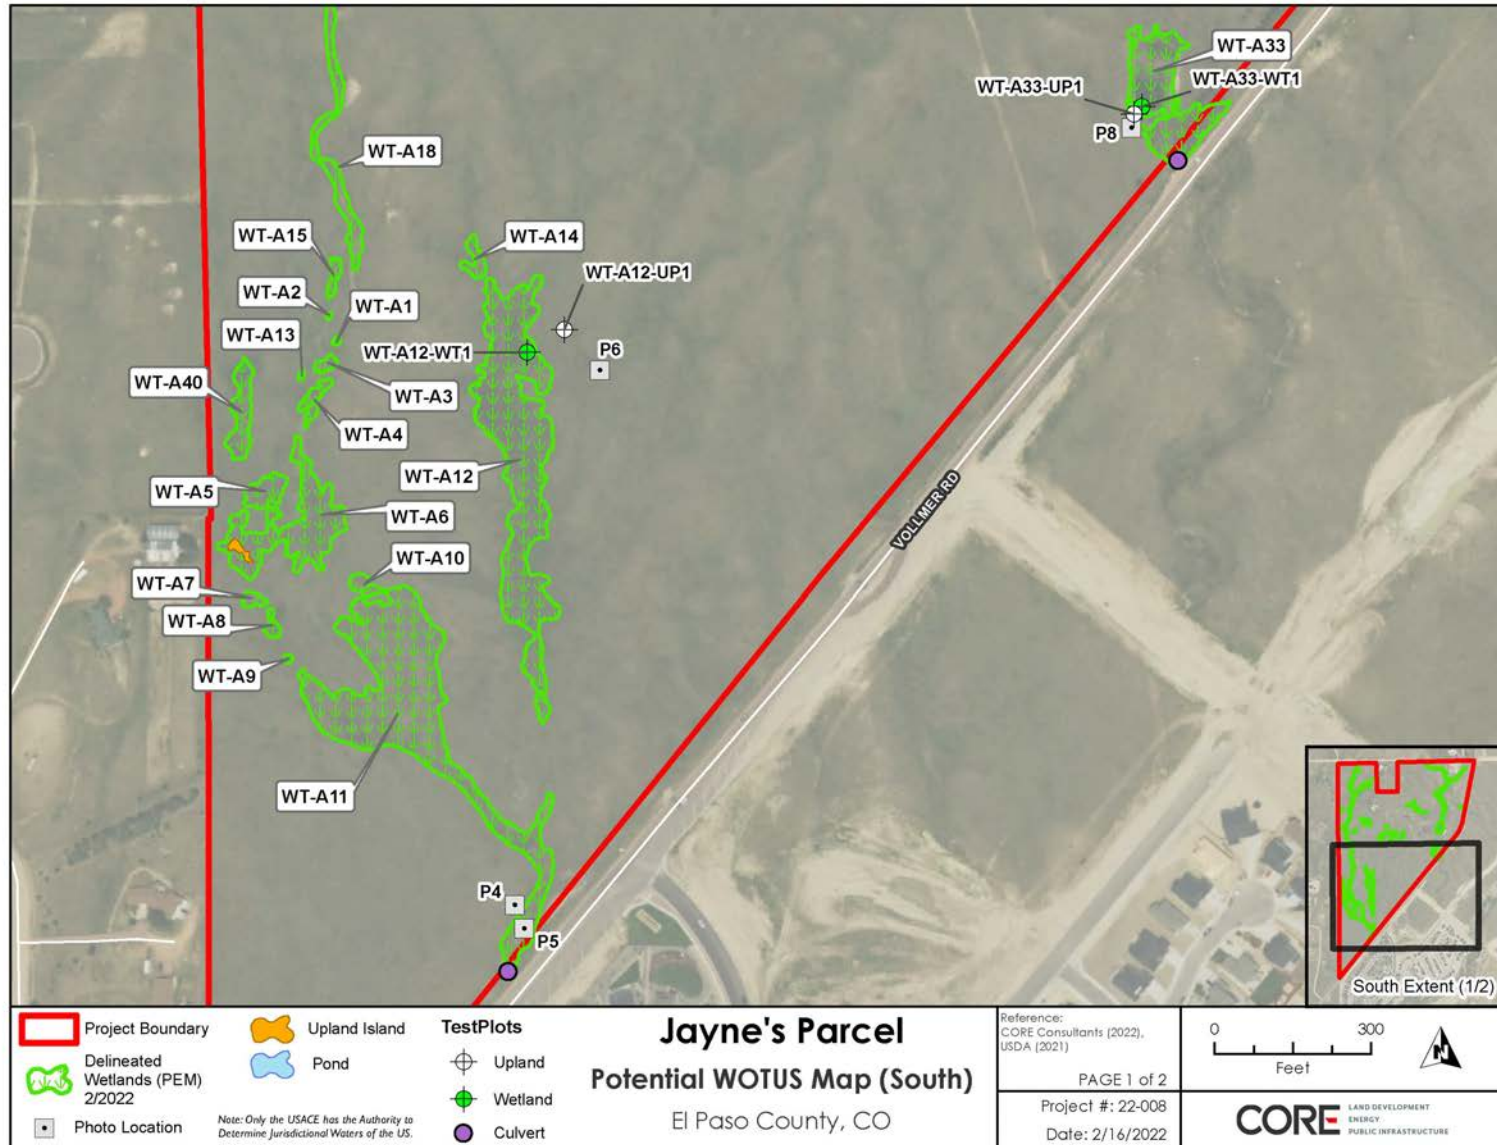 WT-A33
WT-A33-WT1
WT-A33-UP1
P8
WT-A18
WT-A15
WT-A14
WT-A12-UP1
WT-A2
WT-A1
WT-A13
WT-A12-WT1
P6
WT-A40
WT-A3
WT-A4
WT-A12
WT-A5
WT-A6
VOLLMER RD
WT-A10
WT-A7
WT-A8
WT-A9
WT-A11
P4
P5
South Extent (1/2)
Project Boundary
Delineated
Wetlands (PEM)
2/2022
Photo Location
Upland Island
Pond
Note: Only the USACE has the Authority to
Determine Jurisdictional Waters of the US.
TestPlots
Upland
Wetland
Culvert
Jayne's Parcel
Potential WOTUS Map (South)
El Paso County, CO
Reference:
CORE Consultants (2022),
USDA (2021)
PAGE 1 of 2
Project #: 22-008
Date: 2/16/2022
0 300
Feet
N
CORE
LAND DEVELOPMENT
ENERGY
PUBLIC INFRASTRUCTURE